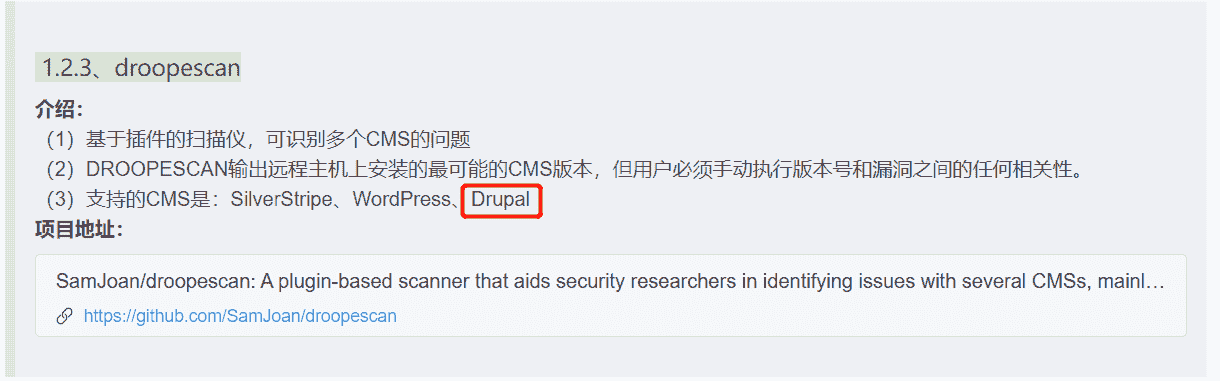 1.2.3、droopescan
介绍：
（1）基于插件的扫描仪，可识别多个CMS的问题
（2）DROOPESCAN输出远程主机上安装的最可能的CMS版本，但用户必须手动执行版本号和漏洞之间的任何相关性。
（3）支持的CMS是：SilverStripe、WordPress、Drupal
项目地址：
SamJoan/droopescan: A plugin-based scanner that aids security researchers in identifying issues with several CMSs, mainl...
https://github.com/SamJoan/droopescan